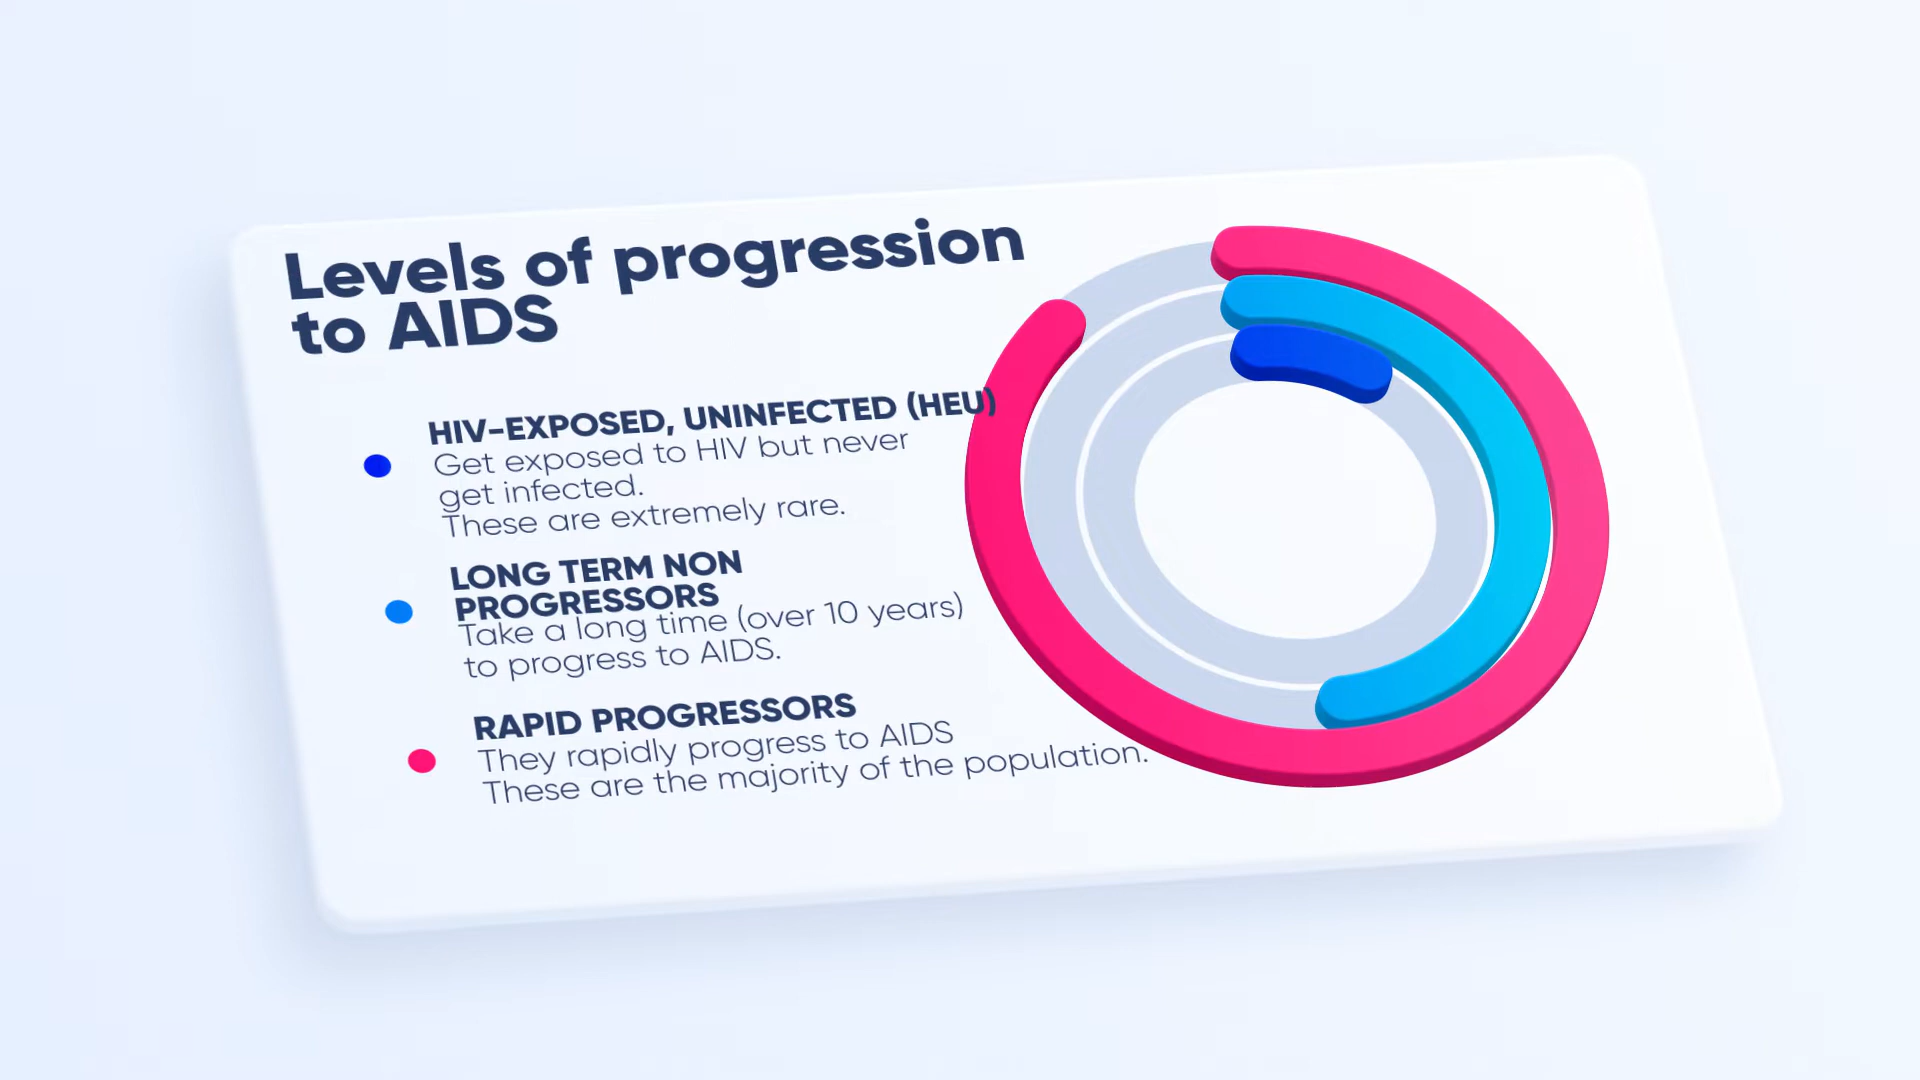 Levels of progression
to AIDS
HIV-EXPOSED, UNINFECTED (HEU)
Get exposed to HIV but never
get infected.
These are extremely rare.
LONG TERM NON
PROGRESSORS
Take a long time (over 10 years)
to progress to AIDS.
RAPID PROGRESSORS
They rapidly progress to AIDS
These are the majority of the population.